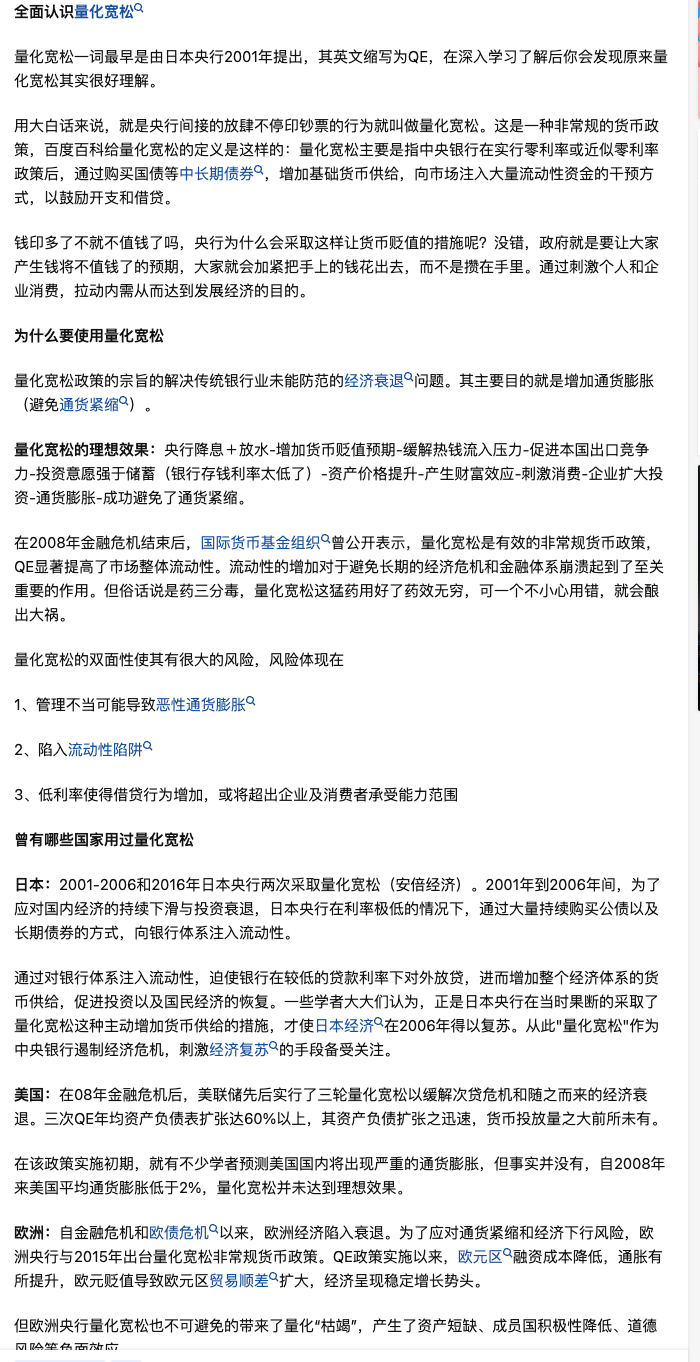 全面认识量化宽松
量化宽松一词最早是由日本央行2001年提出，其英文缩写为QE，在深入学习了解后你会发现原来量
化宽松其实很好理解。
用大白话来说，就是央行间接的放肆不停印钞票的行为就叫做量化宽松。这是一种非常规的货币政
策，百度百科给量化宽松的定义是这样的：量化宽松主要是指中央银行在实行零利率或近似零利率
政策后，通过购买国债等中长期债券，增加基础货币供给，向市场注入大量流动性资金的干预方
式，以鼓励开支和借贷。
钱印多了不就不值钱了吗，央行为什么会采取这样让货币贬值的措施呢？没错，政府就是要让大家
产生钱将不值钱了的预期，大家就会加紧把手上的钱花出去，而不是攒在手里。通过刺激个人和企
业消费，拉动内需从而达到发展经济的目的。
为什么要使用量化宽松
量化宽松政策的宗旨的解决传统银行业未能防范的经济衰退问题。其主要目的就是增加通货膨胀
（避免通货紧缩）。
量化宽松的理想效果：央行降息＋放水-增加货币贬值预期-缓解热钱流入压力-促进本国出口竞争
力-投资意愿强于储蓄（银行存钱利率太低了）-资产价格提升-产生财富效应-刺激消费-企业扩大投
资-通货膨胀-成功避免了通货紧缩。
在2008年金融危机结束后，国际货币基金组织曾公开表示，量化宽松是有效的非常规货币政策，
QE显著提高了市场整体流动性。流动性的增加对于避免长期的经济危机和金融体系崩溃起到了至关
重要的作用。但俗话说是药三分毒，量化宽松这猛药用好了药效无穷，可一个不小心用错，就会酿
出大祸。
量化宽松的双面性使其有很大的风险，风险体现在
1、管理不当可能导致恶性通货膨胀
2、陷入流动性陷阱
3、低利率使得借贷行为增加，或将超出企业及消费者承受能力范围
曾有哪些国家用过量化宽松
日本：2001-2006和2016年日本央行两次采取量化宽松（安倍经济）。2001年到2006年间，为了
应对国内经济的持续下滑与投资衰退，日本央行在利率极低的情况下，通过大量持续购买公债以及
长期债券的方式，向银行体系注入流动性。
通过对银行体系注入流动性，迫使银行在较低的贷款利率下对外放贷，进而增加整个经济体系的货
币供给，促进投资以及国民经济的恢复。一些学者大大们认为，正是日本央行在当时果断的采取了
量化宽松这种主动增加货币供给的措施，才使日本经济在2006年得以复苏。从此"量化宽松"作为
中央银行遏制经济危机，刺激经济复苏的手段备受关注。
美国：在08年金融危机后，美联储先后实行了三轮量化宽松以缓解次贷危机和随之而来的经济衰
退。三次QE年均资产负债表扩张达60%以上，其资产负债扩张之迅速，货币投放量之大前所未有。
在该政策实施初期，就有不少学者预测美国国内将出现严重的通货膨胀，但事实并没有，自2008年
来美国平均通货膨胀低于2%，量化宽松并未达到理想效果。
欧洲：自金融危机和欧债危机以来，欧洲经济陷入衰退。为了应对通货紧缩和经济下行风险，欧
洲央行与2015年出台量化宽松非常规货币政策。QE政策实施以来，欧元区融资成本降低，通胀有
所提升，欧元贬值导致欧元区贸易顺差扩大，经济呈现稳定增长势头。
但欧洲央行量化宽松也不可避免的带来了量化“枯竭”，产生了资产短缺、成员国积极性降低、道德
风险等负面效应